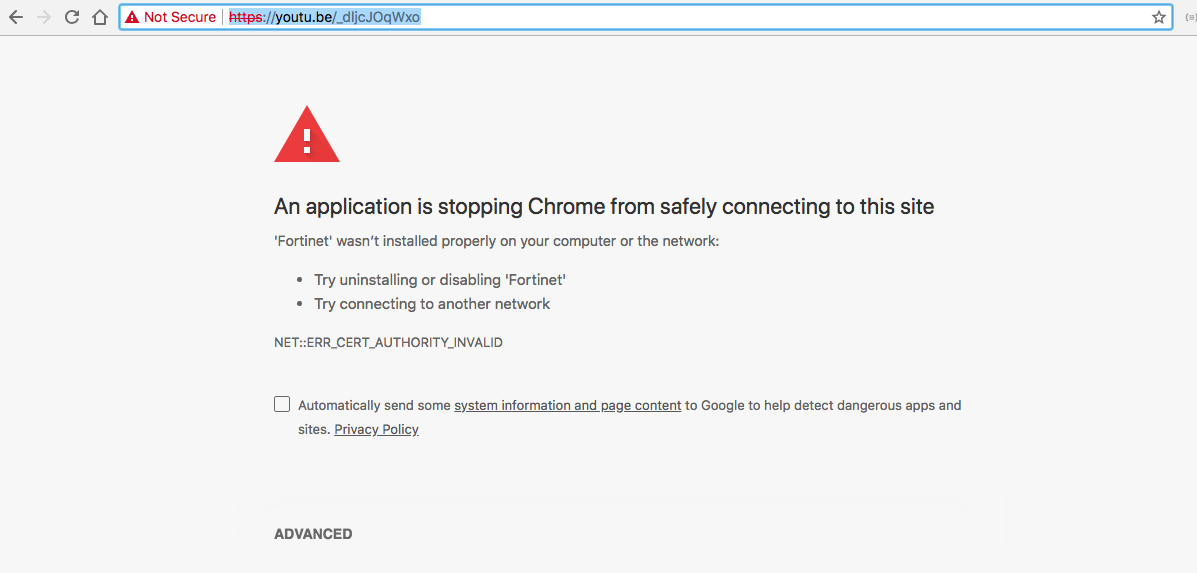 Not Secure https://youtu.be/_dIjcJOqWxo
An application is stopping Chrome from safely connecting to this site
'Fortinet' wasn’t installed properly on your computer or the network:
• Try uninstalling or disabling 'Fortinet'
• Try connecting to another network
NET::ERR_CERT_AUTHORITY_INVALID
Automatically send some system information and page content to Google to help detect dangerous apps and
sites. Privacy Policy
ADVANCED